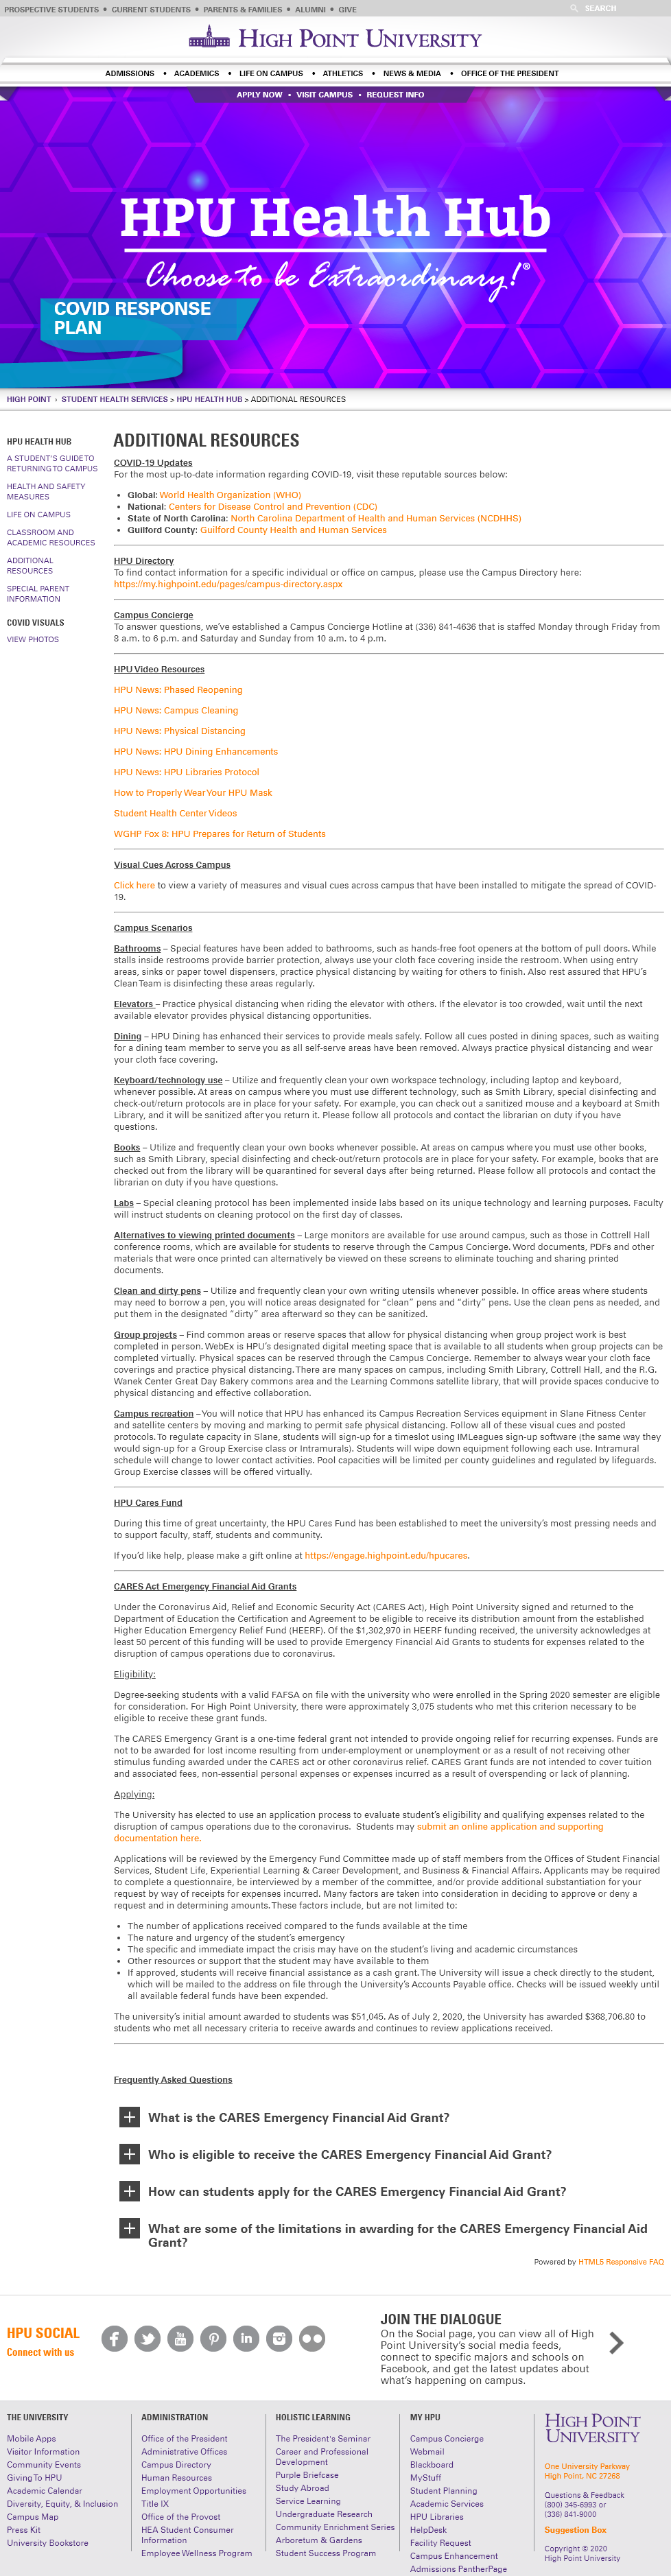 PROSPECTIVE STUDENTS • CURRENT STUDENTS • PARENTS & FAMILIES • ALUMNI • GIVE
SEARCH
HIGH POINT UNIVERSITY
ADMISSIONS • ACADEMICS • LIFE ON CAMPUS • ATHLETICS • NEWS & MEDIA • OFFICE OF THE PRESIDENT
APPLY NOW • VISIT CAMPUS • REQUEST INFO
HPU Health Hub
Choose to be Extraordinary!®
COVID RESPONSE
PLAN
HIGH POINT › STUDENT HEALTH SERVICES > HPU HEALTH HUB > ADDITIONAL RESOURCES
HPU HEALTH HUB
A STUDENT'S GUIDE TO
RETURNING TO CAMPUS
HEALTH AND SAFETY
MEASURES
LIFE ON CAMPUS
CLASSROOM AND
ACADEMIC RESOURCES
ADDITIONAL
RESOURCES
SPECIAL PARENT
INFORMATION
COVID VISUALS
VIEW PHOTOS
ADDITIONAL RESOURCES
COVID-19 Updates
For the most up-to-date information regarding COVID-19, visit these reputable sources below:
• Global: World Health Organization (WHO)
• National: Centers for Disease Control and Prevention (CDC)
• State of North Carolina: North Carolina Department of Health and Human Services (NCDHHS)
• Guilford County: Guilford County Health and Human Services
HPU Directory
To find contact information for a specific individual or office on campus, please use the Campus Directory here:
https://my.highpoint.edu/pages/campus-directory.aspx
Campus Concierge
To answer questions, we've established a Campus Concierge Hotline at (336) 841-4636 that is staffed Monday through Friday from
8 a.m. to 6 p.m. and Saturday and Sunday from 10 a.m. to 4 p.m.
HPU Video Resources
HPU News: Phased Reopening
HPU News: Campus Cleaning
HPU News: Physical Distancing
HPU News: HPU Dining Enhancements
HPU News: HPU Libraries Protocol
How to Properly Wear Your HPU Mask
Student Health Center Videos
WGHP Fox 8: HPU Prepares for Return of Students
Visual Cues Across Campus
Click here to view a variety of measures and visual cues across campus that have been installed to mitigate the spread of COVID-
19.
Campus Scenarios
Bathrooms – Special features have been added to bathrooms, such as hands-free foot openers at the bottom of pull doors. While
stalls inside restrooms provide barrier protection, always use your cloth face covering inside the restroom. When using entry
areas, sinks or paper towel dispensers, practice physical distancing by waiting for others to finish. Also rest assured that HPU's
Clean Team is disinfecting these areas regularly.
Elevators – Practice physical distancing when riding the elevator with others. If the elevator is too crowded, wait until the next
available elevator provides physical distancing opportunities.
Dining – HPU Dining has enhanced their services to provide meals safely. Follow all cues posted in dining spaces, such as waiting
for a dining team member to serve you as all self-serve areas have been removed. Always practice physical distancing and wear
your cloth face covering.
Keyboard/technology use – Utilize and frequently clean your own workspace technology, including laptop and keyboard,
whenever possible. At areas on campus where you must use different technology, such as Smith Library, special disinfecting and
check-out/return protocols are in place for your safety. For example, you can check out a sanitized mouse and a keyboard at Smith
Library, and it will be sanitized after you return it. Please follow all protocols and contact the librarian on duty if you have
questions.
Books – Utilize and frequently clean your own books whenever possible. At areas on campus where you must use other books,
such as Smith Library, special disinfecting and check-out/return protocols are in place for your safety. For example, books that are
checked out from the library will be quarantined for several days after being returned. Please follow all protocols and contact the
librarian on duty if you have questions.
Labs – Special cleaning protocol has been implemented inside labs based on its unique technology and learning purposes. Faculty
will instruct students on cleaning protocol on the first day of classes.
Alternatives to viewing printed documents – Large monitors are available for use around campus, such as those in Cottrell Hall
conference rooms, which are available for students to reserve through the Campus Concierge. Word documents, PDFs and other
materials that were once printed can alternatively be viewed on these screens to eliminate touching and sharing printed
documents.
Clean and dirty pens – Utilize and frequently clean your own writing utensils whenever possible. In office areas where students
may need to borrow a pen, you will notice areas designated for "clean" pens and "dirty" pens. Use the clean pens as needed, and
put them in the designated "dirty" area afterward so they can be sanitized.
Group projects – Find common areas or reserve spaces that allow for physical distancing when group project work is best
completed in person. WebEx is HPU's designated digital meeting space that is available to all students when group projects can be
completed virtually. Physical spaces can be reserved through the Campus Concierge. Remember to always wear your cloth face
coverings and practice physical distancing. There are many spaces on campus, including Smith Library, Cottrell Hall, and the R.G.
Wanek Center Great Day Bakery commons area and the Learning Commons satellite library, that will provide spaces conducive to
physical distancing and effective collaboration.
Campus recreation – You will notice that HPU has enhanced its Campus Recreation Services equipment in Slane Fitness Center
and satellite centers by moving and marking to permit safe physical distancing. Follow all of these visual cues and posted
protocols. To regulate capacity in Slane, students will sign-up for a timeslot using IMLeagues sign-up software (the same way they
would sign-up for a Group Exercise class or Intramurals). Students will wipe down equipment following each use. Intramural
schedule will change to lower contact activities. Pool capacities will be limited per county guidelines and regulated by lifeguards.
Group Exercise classes will be offered virtually.
HPU Cares Fund
During this time of great uncertainty, the HPU Cares Fund has been established to meet the university's most pressing needs and
to support faculty, staff, students and community.
If you'd like help, please make a gift online at https://engage.highpoint.edu/hpucares.
CARES Act Emergency Financial Aid Grants
Under the Coronavirus Aid, Relief and Economic Security Act (CARES Act), High Point University signed and returned to the
Department of Education the Certification and Agreement to be eligible to receive its distribution amount from the established
Higher Education Emergency Relief Fund (HEERF). Of the $1,302,970 in HEERF funding received, the university acknowledges at
least 50 percent of this funding will be used to provide Emergency Financial Aid Grants to students for expenses related to the
disruption of campus operations due to coronavirus.
Eligibility:
Degree-seeking students with a valid FAFSA on file with the university who were enrolled in the Spring 2020 semester are eligible
for consideration. For High Point University, there were approximately 3,075 students who met this criterion necessary to be
eligible to receive these grant funds.
The CARES Emergency Grant is a one-time federal grant not intended to provide ongoing relief for recurring expenses. Funds are
not to be awarded for lost income resulting from under-employment or unemployment or as a result of not receiving other
stimulus funding awarded under the CARES act or other coronavirus relief. CARES Grant funds are not intended to cover tuition
and associated fees, non-essential personal expenses or expenses incurred as a result of overspending or lack of planning.
Applying:
The University has elected to use an application process to evaluate student's eligibility and qualifying expenses related to the
disruption of campus operations due to the coronavirus. Students may submit an online application and supporting
documentation here.
Applications will be reviewed by the Emergency Fund Committee made up of staff members from the Offices of Student Financial
Services, Student Life, Experiential Learning & Career Development, and Business & Financial Affairs. Applicants may be required
to complete a questionnaire, be interviewed by a member of the committee, and/or provide additional substantiation for your
request by way of receipts for expenses incurred. Many factors are taken into consideration in deciding to approve or deny a
request and in determining amounts. These factors include, but are not limited to:
• The number of applications received compared to the funds available at the time
• The nature and urgency of the student's emergency
• The specific and immediate impact the crisis may have on the student's living and academic circumstances
• Other resources or support that the student may have available to them
• If approved, students will receive financial assistance as a cash grant. The University will issue a check directly to the student,
which will be mailed to the address on file through the University's Accounts Payable office. Checks will be issued weekly until
all available federal funds have been expended.
The university's initial amount awarded to students was $51,045. As of July 2, 2020, the University has awarded $368,706.80 to
students who met all necessary criteria to receive awards and continues to review applications received.
Frequently Asked Questions
What is the CARES Emergency Financial Aid Grant?
Who is eligible to receive the CARES Emergency Financial Aid Grant?
How can students apply for the CARES Emergency Financial Aid Grant?
What are some of the limitations in awarding for the CARES Emergency Financial Aid
Grant?
Powered by HTML5 Responsive FAQ
HPU SOCIAL
Connect with us
JOIN THE DIALOGUE
On the Social page, you can view all of High
Point University's social media feeds,
connect to specific majors and schools on
Facebook, and get the latest updates about
what's happening on campus.
THE UNIVERSITY
Mobile Apps
Visitor Information
Community Events
Giving To HPU
Academic Calendar
Diversity, Equity, & Inclusion
Campus Map
Press Kit
University Bookstore
ADMINISTRATION
Office of the President
Administrative Offices
Campus Directory
Human Resources
Employment Opportunities
Title IX
Office of the Provost
HEA Student Consumer
Information
Employee Wellness Program
HOLISTIC LEARNING
The President's Seminar
Career and Professional
Development
Purple Briefcase
Study Abroad
Service Learning
Undergraduate Research
Community Enrichment Series
Arboretum & Gardens
Student Success Program
MY HPU
Campus Concierge
Webmail
Blackboard
MyStuff
Student Planning
Academic Services
HPU Libraries
HelpDesk
Facility Request
Campus Enhancement
Admissions PantherPage
HIGH POINT
UNIVERSITY
One University Parkway
High Point, NC 27268
Questions & Feedback
(800) 345-6993 or
(336) 841-9000
Suggestion Box
Copyright © 2020
High Point University